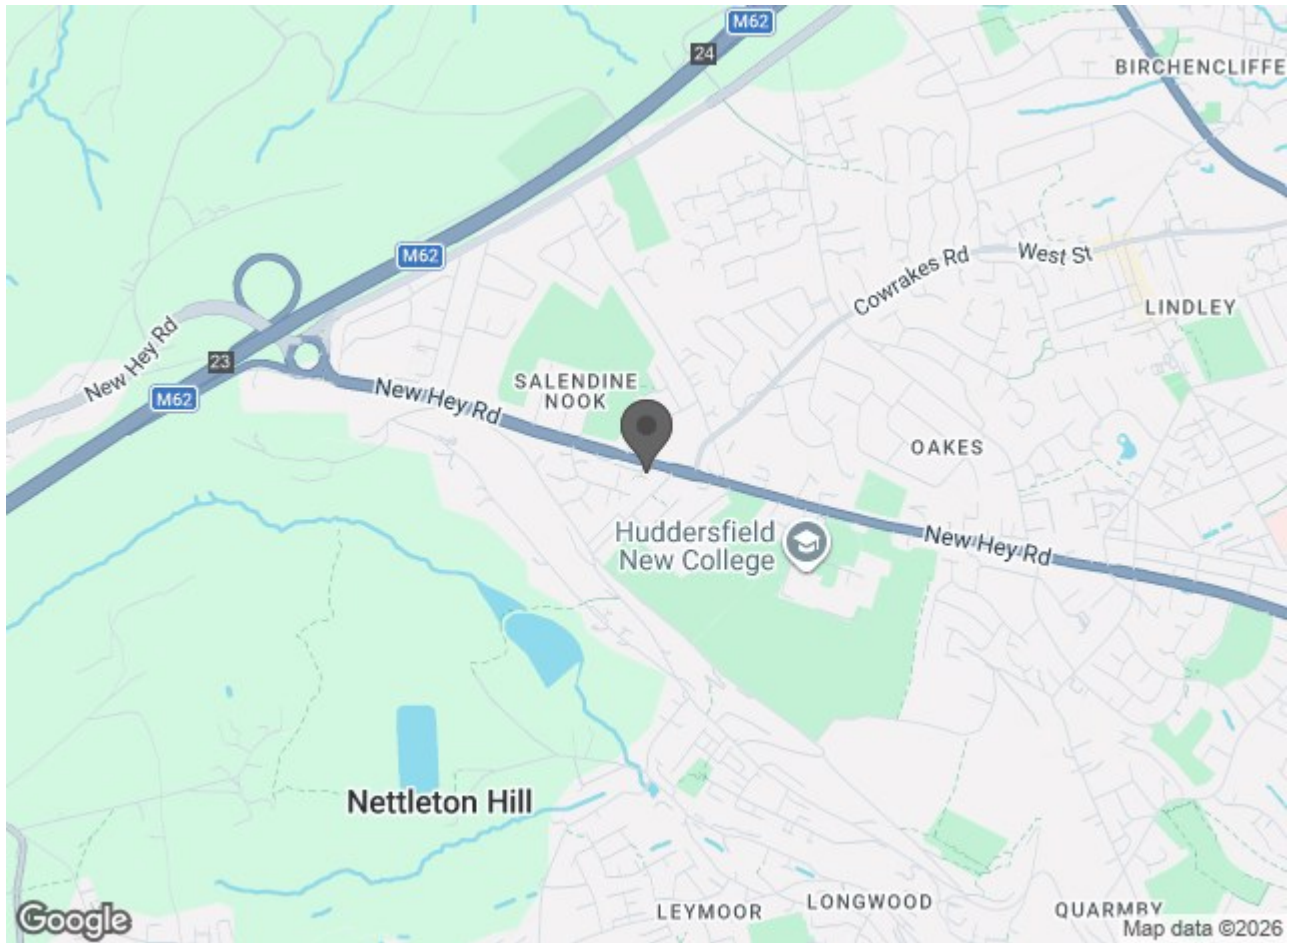 M62
24
BIRCHENCLIFFE
M62
Cowrakes Rd
West St
LINDLEY
New Hey Rd
23
M62
SALENDINE
NOOK
New Hey Rd
OAKES
Huddersfield
New College
New Hey Rd
Nettleton Hill
LEYMOOR
LONGWOOD
QUARMBY
Google
Map data ©2026